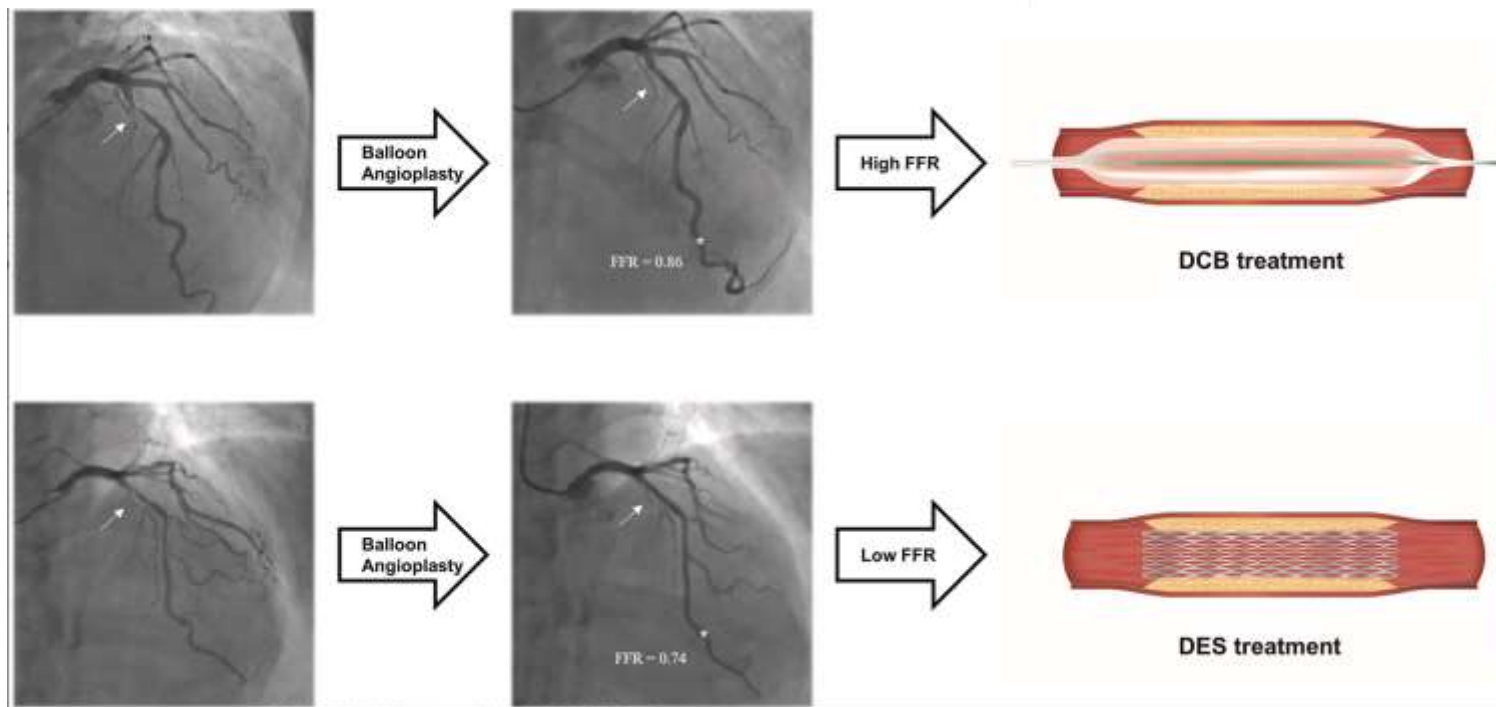 Balloon
Angioplasty
High FFR
FFR = 0.86
DCB treatment
Balloon
Angioplasty
Low FFR
FFR = 0.74
DES treatment